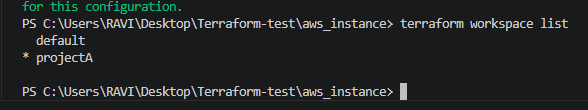 for this configuration.
PS C:\Users\RAVI\Desktop\Terraform-test\aws_instance> terraform workspace list
  default
* projectA
PS C:\Users\RAVI\Desktop\Terraform-test\aws_instance>